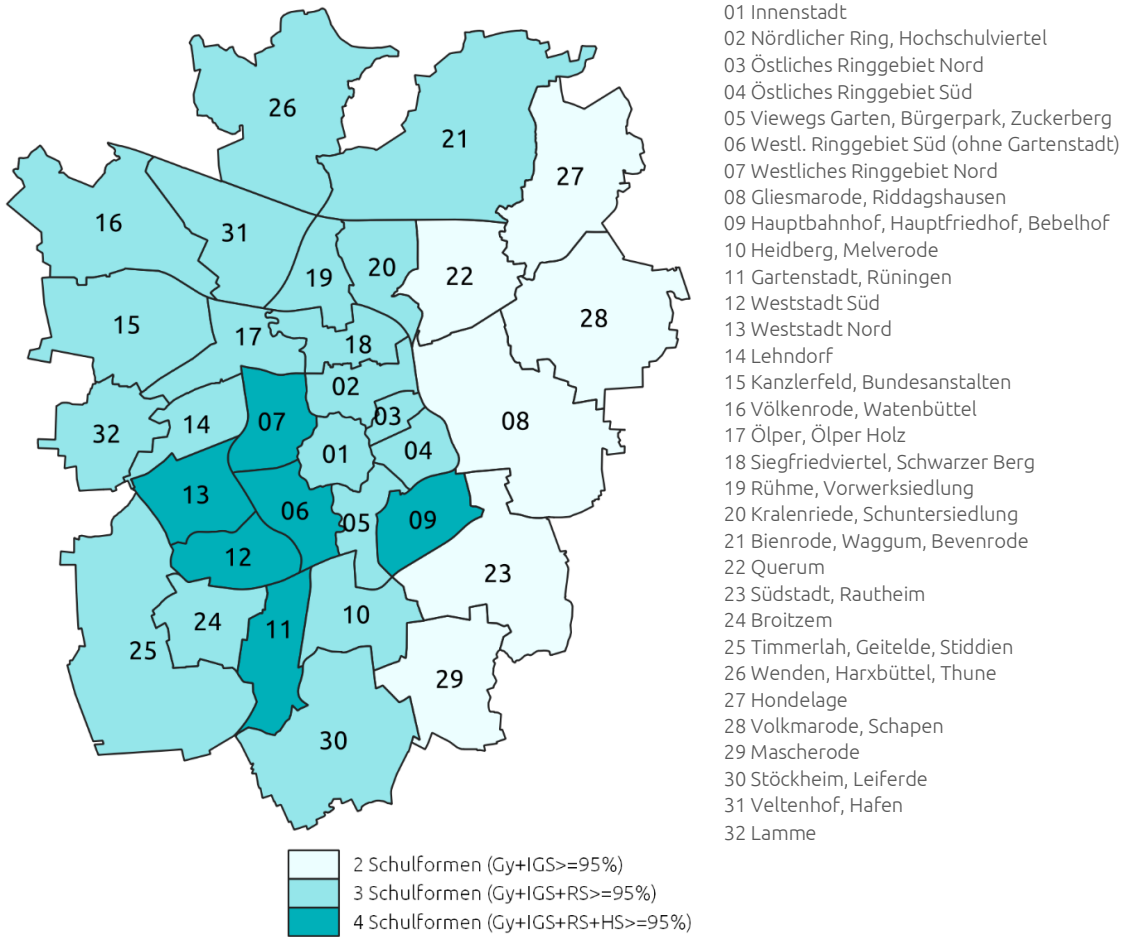 26
21
27
16
31
19
20
22
28
15
17
18
02
14
07
03
08
32
01
04
13
06
05
09
12
23
24
11
10
25
29
30
01 Innenstadt
02 Nördlicher Ring, Hochschulviertel
03 Östliches Ringgebiet Nord
04 Östliches Ringgebiet Süd
05 Viewegs Garten, Bürgerpark, Zuckerberg
06 Westl. Ringgebiet Süd (ohne Gartenstadt)
07 Westliches Ringgebiet Nord
08 Gliesmarode, Riddagshausen
09 Hauptbahnhof, Hauptfriedhof, Bebelhof
10 Heidberg, Melverode
11 Gartenstadt, Rüningen
12 Weststadt Süd
13 Weststadt Nord
14 Lehndorf
15 Kanzlerfeld, Bundesanstalten
16 Völkenrode, Watenbüttel
17 Ölper, Ölper Holz
18 Siegfriedviertel, Schwarzer Berg
19 Rühme, Vorwerksiedlung
20 Kralenriede, Schuntersiedlung
21 Bienrode, Waggum, Bevenrode
22 Querum
23 Südstadt, Rautheim
24 Broitzem
25 Timmerlah, Geitelde, Stiddien
26 Wenden, Harxbüttel, Thune
27 Hondelage
28 Volkmarode, Schapen
29 Mascherode
30 Stöckheim, Leiferde
31 Veltenhof, Hafen
32 Lamme
2 Schulformen (Gy+IGS>=95%)
3 Schulformen (Gy+IGS+RS>=95%)
4 Schulformen (Gy+IGS+RS+HS>=95%)